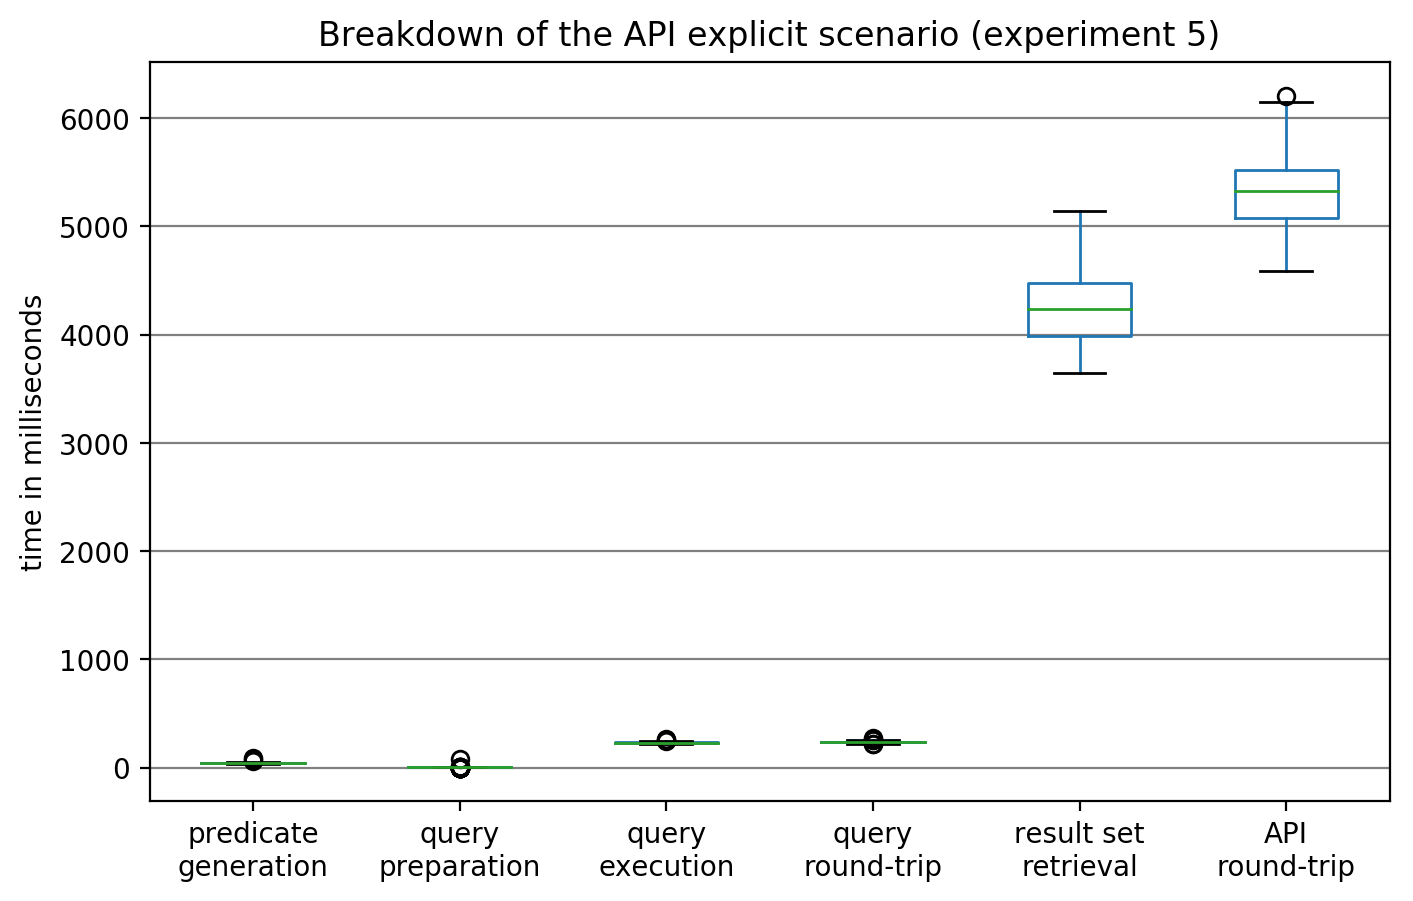 Breakdown of the API explicit scenario (experiment 5)
time in milliseconds
6000
5000
4000
3000
2000
1000
0
predicate
generation
query
preparation
query
execution
query
round-trip
result set
retrieval
API
round-trip